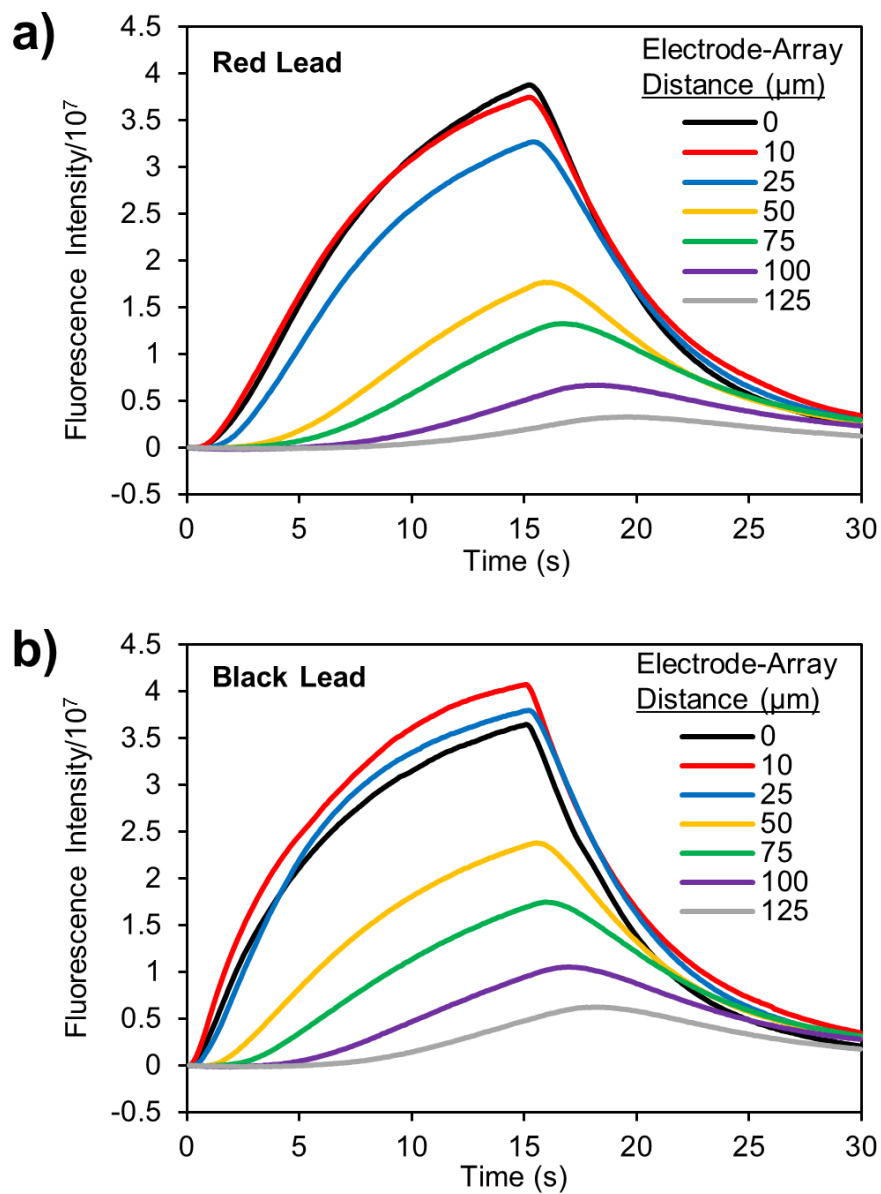 a)
Red Lead
Electrode-Array
Distance (µm)
0
10
25
50
75
100
125
4.5
4
3.5
3
2.5
2
1.5
1
0.5
0
-0.5
Fluorescence Intensity/10⁷
0 5 10 15 20 25 30
Time (s)
b)
Black Lead
Electrode-Array
Distance (µm)
0
10
25
50
75
100
125
4.5
4
3.5
3
2.5
2
1.5
1
0.5
0
-0.5
Fluorescence Intensity/10⁷
0 5 10 15 20 25 30
Time (s)